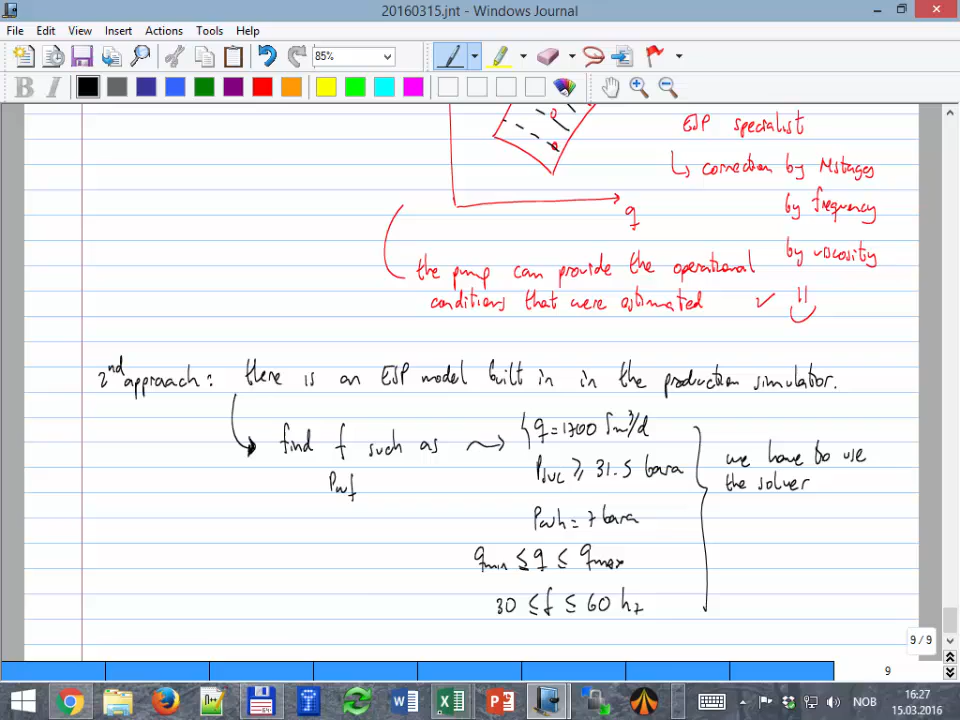 20160315.jnt - Windows Journal
File Edit View Insert Actions Tools Help
85%
B I
ESP specialist
↳ correction by Nstages
by frequency
by viscosity
q
the pump can provide the operational
conditions that were estimated ✓
2nd approach: there is an ESP model built in in the production simulator.
find f such as
Pwf
q = 1700 Sm³/d
Psuc ≥ 31.5 bara
Pwh = 7 bara
qmin ≤ q ≤ qmax
30 ≤ f ≤ 60 hz
we have to use
the solver
9 / 9
9
NOB
16:27
15.03.2016